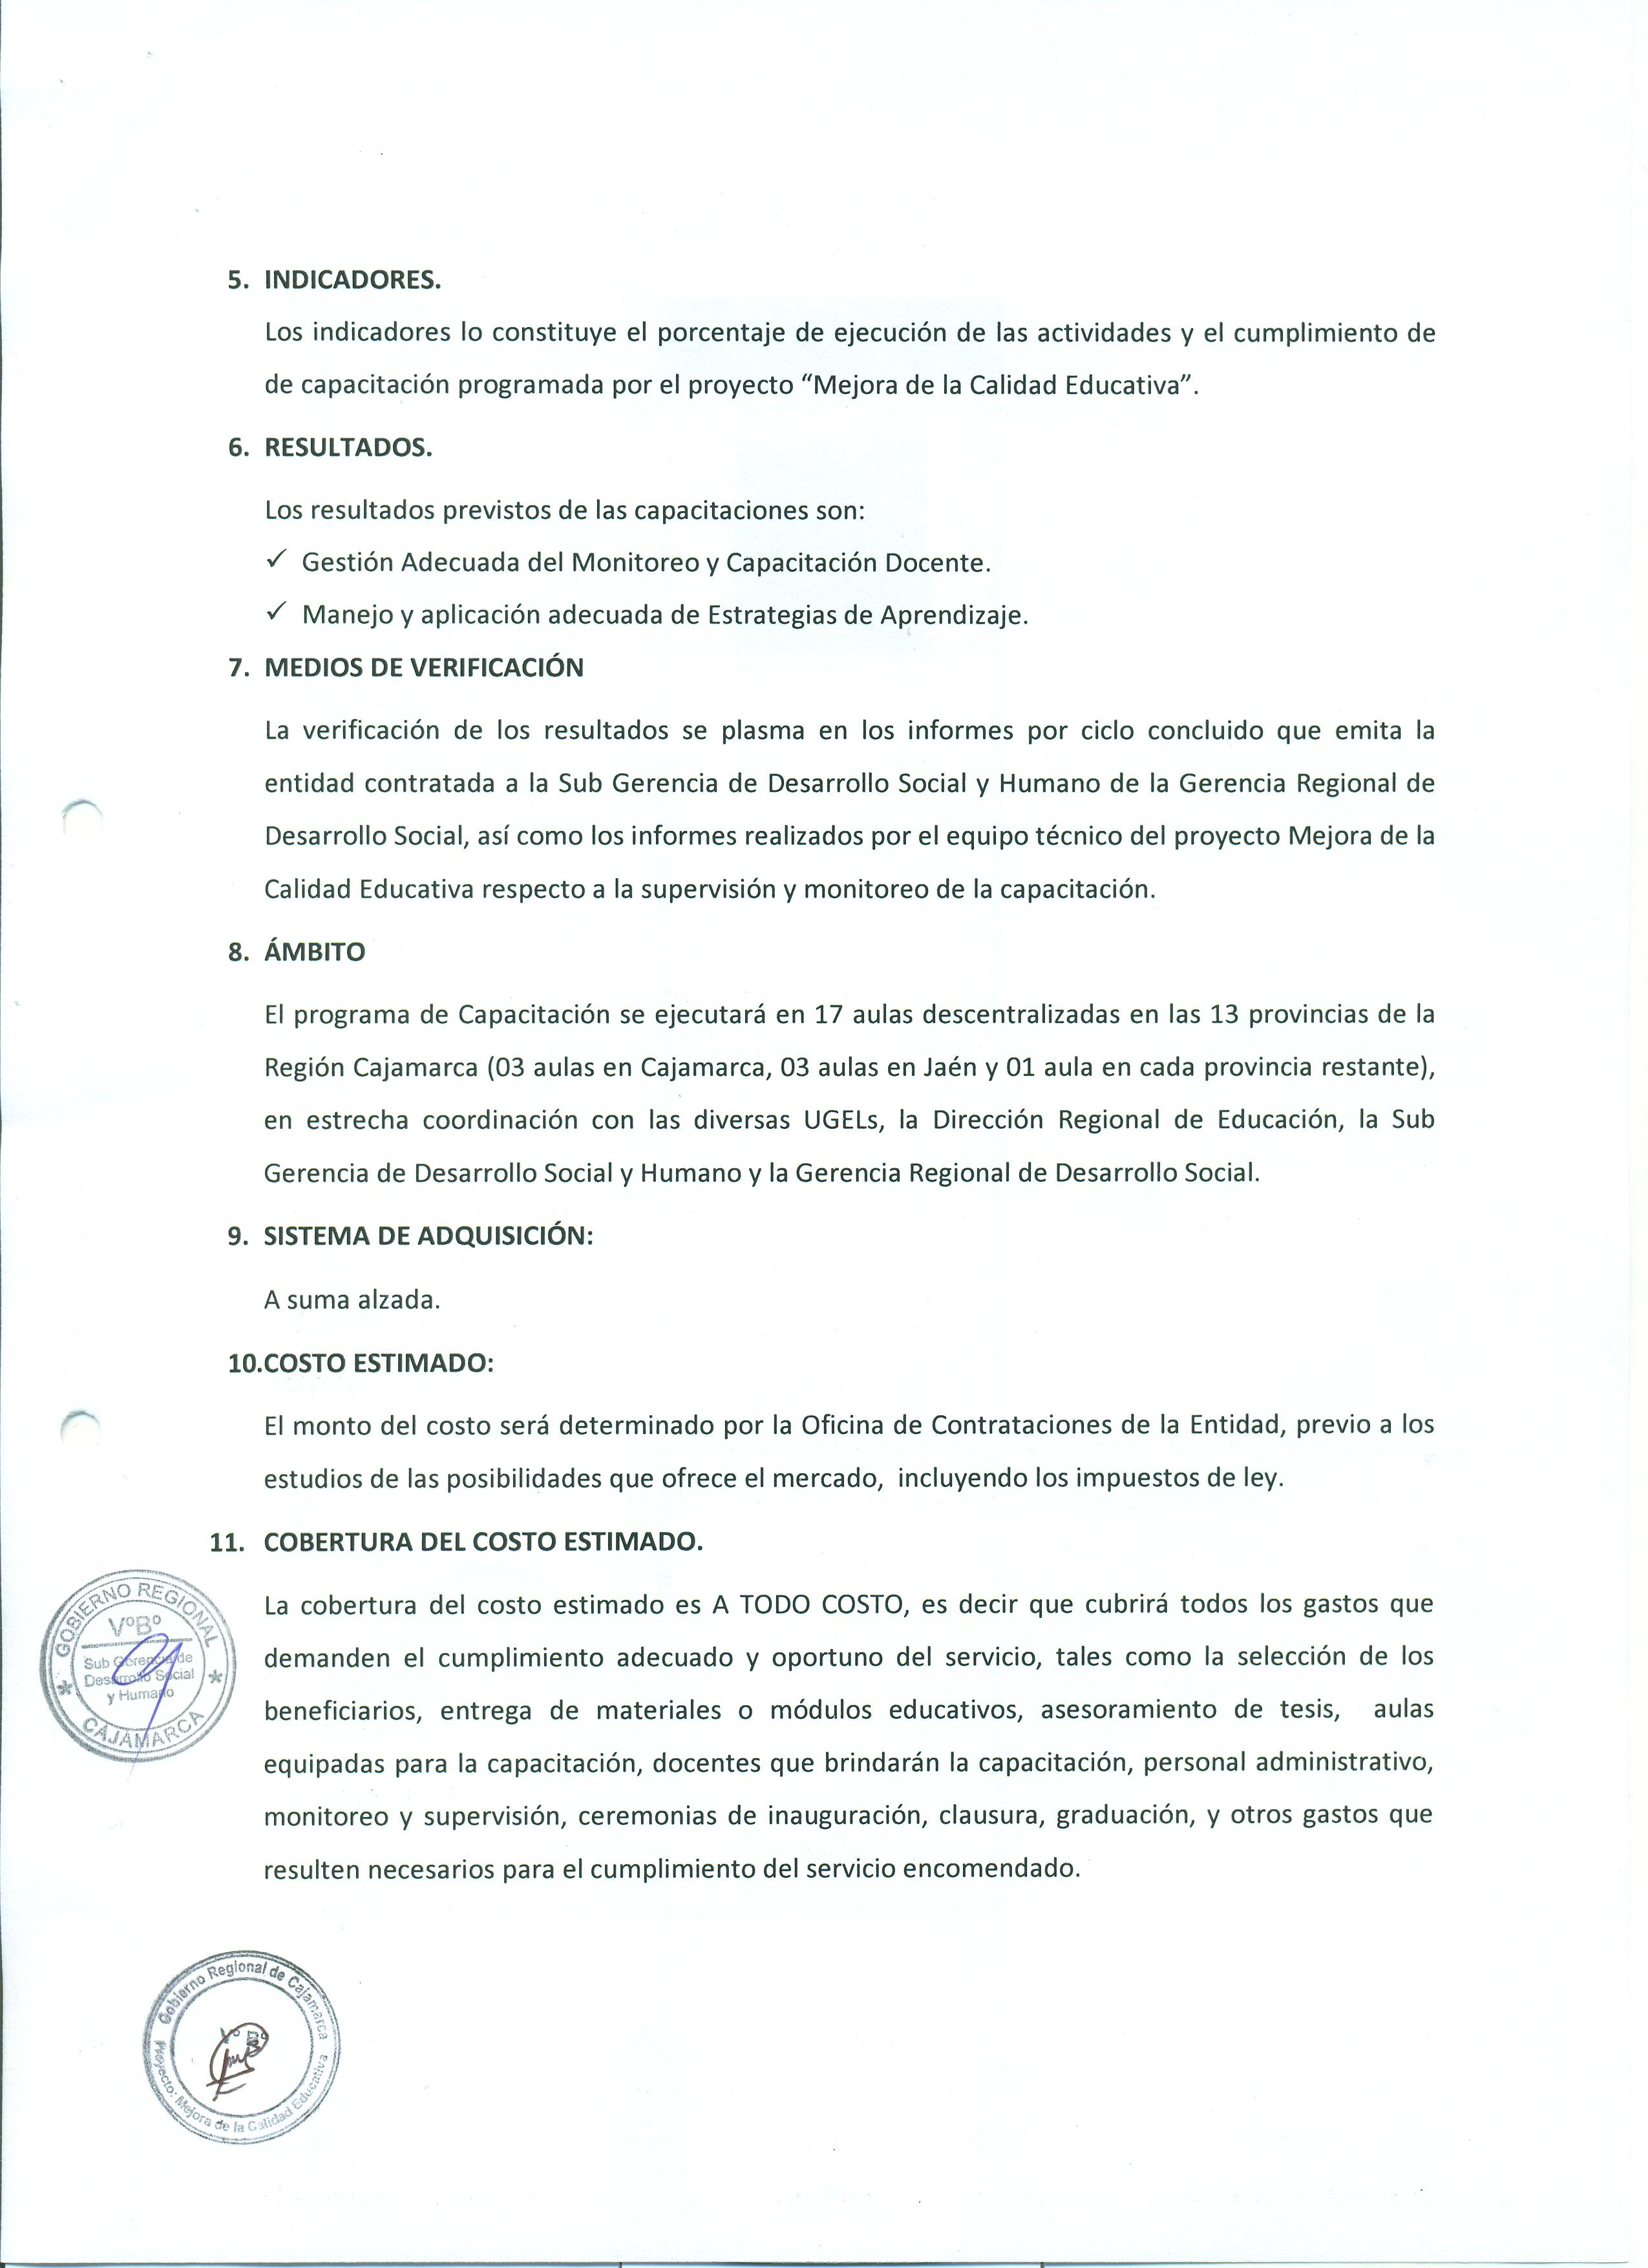 5. INDICADORES.
Los indicadores lo constituye el porcentaje de ejecución de las actividades y el cumplimiento de
de capacitación programada por el proyecto “Mejora de la Calidad Educativa”.
6. RESULTADOS.
Los resultados previstos de las capacitaciones son:
✓ Gestión Adecuada del Monitoreo y Capacitación Docente.
✓ Manejo y aplicación adecuada de Estrategias de Aprendizaje.
7. MEDIOS DE VERIFICACIÓN
La verificación de los resultados se plasma en los informes por ciclo concluido que emita la
entidad contratada a la Sub Gerencia de Desarrollo Social y Humano de la Gerencia Regional de
Desarrollo Social, así como los informes realizados por el equipo técnico del proyecto Mejora de la
Calidad Educativa respecto a la supervisión y monitoreo de la capacitación.
8. ÁMBITO
El programa de Capacitación se ejecutará en 17 aulas descentralizadas en las 13 provincias de la
Región Cajamarca (03 aulas en Cajamarca, 03 aulas en Jaén y 01 aula en cada provincia restante),
en estrecha coordinación con las diversas UGELs, la Dirección Regional de Educación, la Sub
Gerencia de Desarrollo Social y Humano y la Gerencia Regional de Desarrollo Social.
9. SISTEMA DE ADQUISICIÓN:
A suma alzada.
10.COSTO ESTIMADO:
El monto del costo será determinado por la Oficina de Contrataciones de la Entidad, previo a los
estudios de las posibilidades que ofrece el mercado, incluyendo los impuestos de ley.
11. COBERTURA DEL COSTO ESTIMADO.
La cobertura del costo estimado es A TODO COSTO, es decir que cubrirá todos los gastos que
demanden el cumplimiento adecuado y oportuno del servicio, tales como la selección de los
beneficiarios, entrega de materiales o módulos educativos, asesoramiento de tesis, aulas
equipadas para la capacitación, docentes que brindarán la capacitación, personal administrativo,
monitoreo y supervisión, ceremonias de inauguración, clausura, graduación, y otros gastos que
resulten necesarios para el cumplimiento del servicio encomendado.
GOBIERNO REGIONAL
VºBº
Sub Gerencia de
Desarrollo Social
y Humano
CAJAMARCA
Gobierno Regional de Cajamarca
Vº Bº
Proyecto: Mejora de la Calidad Educativa